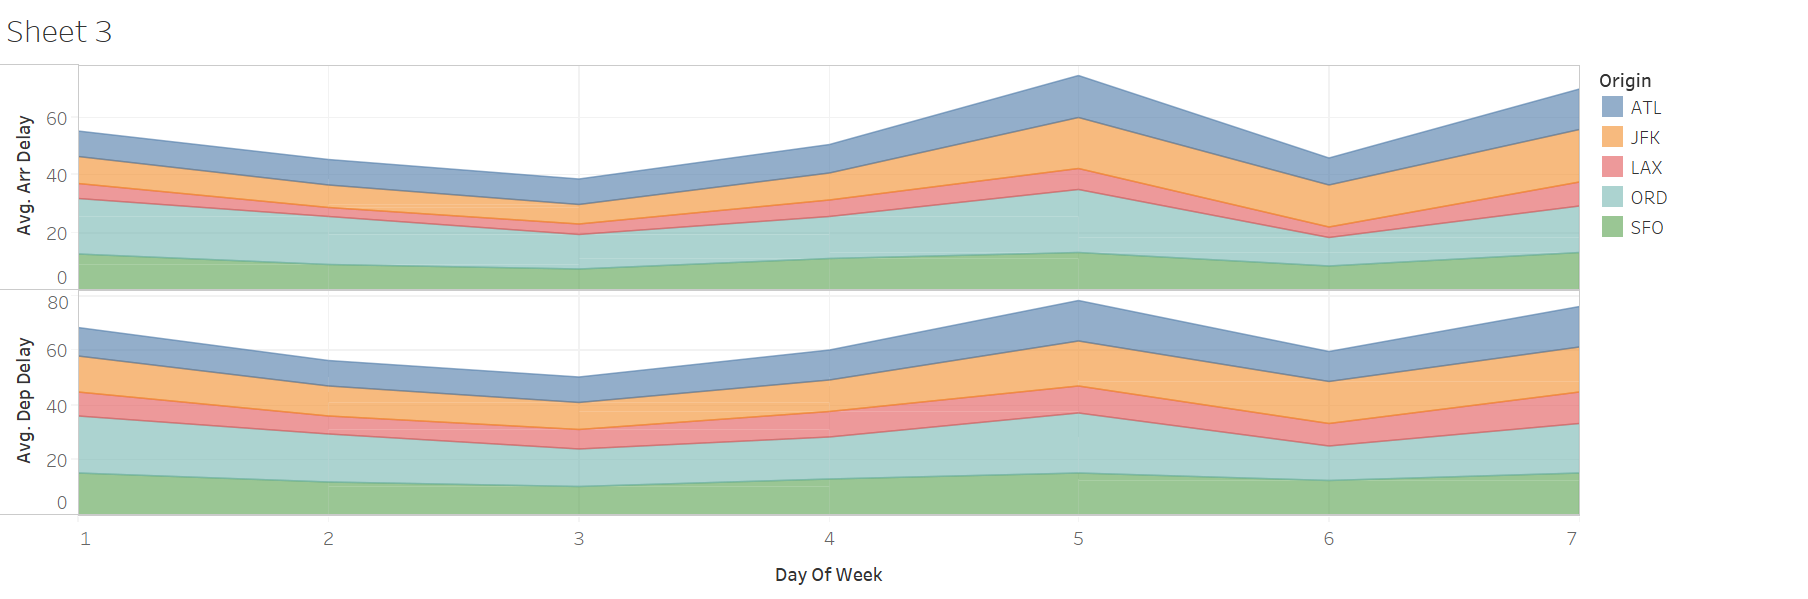 Sheet 3
Avg. Arr Delay
60
40
20
0
Avg. Dep Delay
80
60
40
20
0
1 2 3 4 5 6 7
Day Of Week
Origin
ATL
JFK
LAX
ORD
SFO